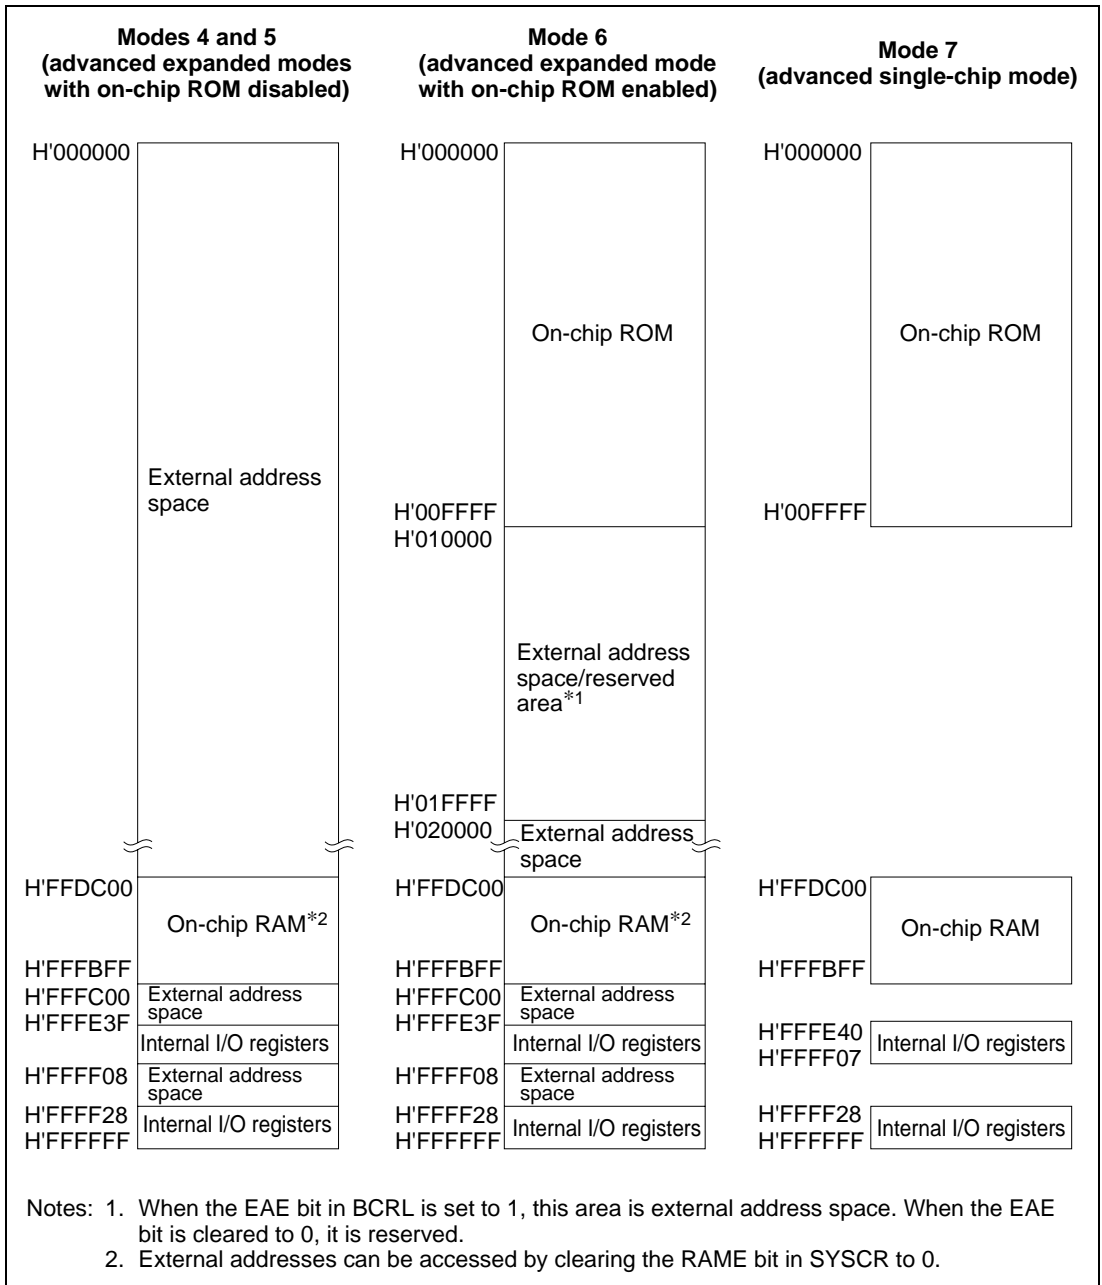 Modes 4 and 5
(advanced expanded modes
with on-chip ROM disabled)
H'000000
External address
space
H'FFDC00
On-chip RAM*2
H'FFFBFF
H'FFFC00
External address
space
H'FFFE3F
Internal I/O registers
H'FFFF08
External address
space
H'FFFF28
Internal I/O registers
H'FFFFFF
Mode 6
(advanced expanded mode
with on-chip ROM enabled)
H'000000
On-chip ROM
H'00FFFF
H'010000
External address
space/reserved
area*1
H'01FFFF
H'020000
External address
space
H'FFDC00
On-chip RAM*2
H'FFFBFF
H'FFFC00
External address
space
H'FFFE3F
Internal I/O registers
H'FFFF08
External address
space
H'FFFF28
Internal I/O registers
H'FFFFFF
Mode 7
(advanced single-chip mode)
H'000000
On-chip ROM
H'00FFFF
H'FFDC00
On-chip RAM
H'FFFBFF
H'FFFE40
Internal I/O registers
H'FFFF07
H'FFFF28
Internal I/O registers
H'FFFFFF
Notes: 1. When the EAE bit in BCRL is set to 1, this area is external address space. When the EAE
bit is cleared to 0, it is reserved.
2. External addresses can be accessed by clearing the RAME bit in SYSCR to 0.